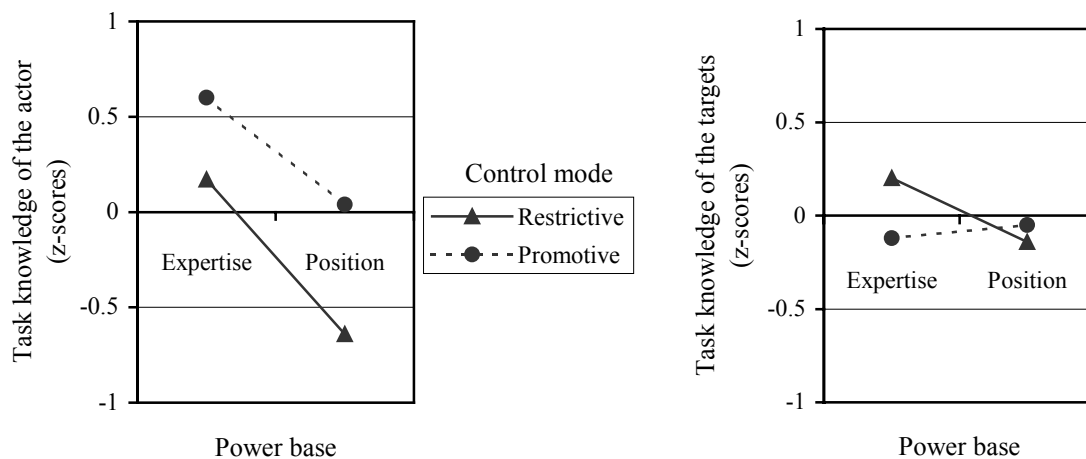 Task knowledge of the actor
(z-scores)
1
0.5
0
-0.5
-1
Expertise
Position
Power base
Control mode
Restrictive
Promotive
Task knowledge of the targets
(z-scores)
1
0.5
0
-0.5
-1
Expertise
Position
Power base